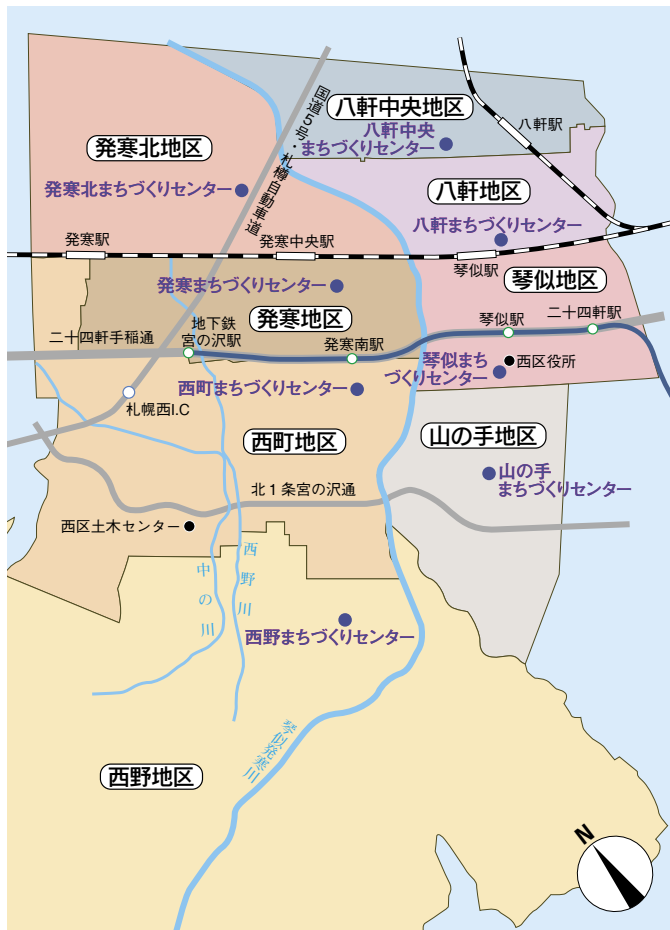 八軒中央地区
八軒中央
まちづくりセンター
八軒駅
国道5号・札樽自動車道
発寒北地区
発寒北まちづくりセンター
八軒地区
八軒まちづくりセンター
発寒駅
発寒中央駅
琴似駅
琴似地区
発寒まちづくりセンター
発寒地区
二十四軒手稲通
地下鉄
宮の沢駅
発寒南駅
琴似駅
二十四軒駅
西区役所
琴似まち
づくりセンター
西町まちづくりセンター
札幌西I.C
西町地区
山の手地区
山の手
まちづくりセンター
北1条宮の沢通
西区土木センター
西野川
中の川
西野まちづくりセンター
琴似発寒川
西野地区
N